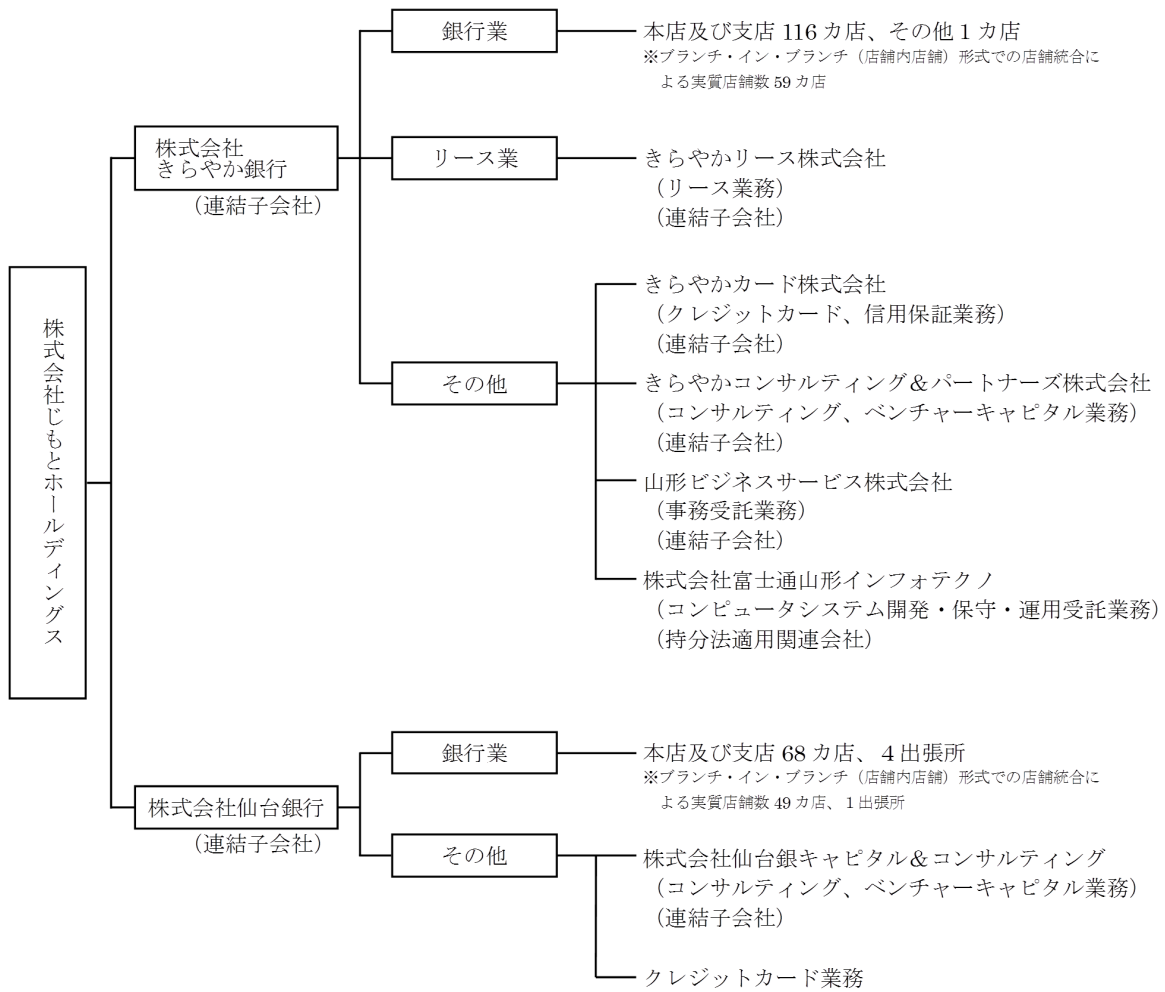 株式会社じもとホールディングス
株式会社
きらやか銀行
（連結子会社）
銀行業
本店及び支店 116 カ店、その他 1 カ店
※ブランチ・イン・ブランチ（店舗内店舗）形式での店舗統合に
よる実質店舗数 59 カ店
リース業
きらやかリース株式会社
（リース業務）
（連結子会社）
その他
きらやかカード株式会社
（クレジットカード、信用保証業務）
（連結子会社）
きらやかコンサルティング＆パートナーズ株式会社
（コンサルティング、ベンチャーキャピタル業務）
（連結子会社）
山形ビジネスサービス株式会社
（事務受託業務）
（連結子会社）
株式会社富士通山形インフォテクノ
（コンピュータシステム開発・保守・運用受託業務）
（持分法適用関連会社）
株式会社仙台銀行
（連結子会社）
銀行業
本店及び支店 68 カ店、 4 出張所
※ブランチ・イン・ブランチ（店舗内店舗）形式での店舗統合に
よる実質店舗数 49 カ店、 1 出張所
その他
株式会社仙台銀キャピタル＆コンサルティング
（コンサルティング、ベンチャーキャピタル業務）
（連結子会社）
クレジットカード業務